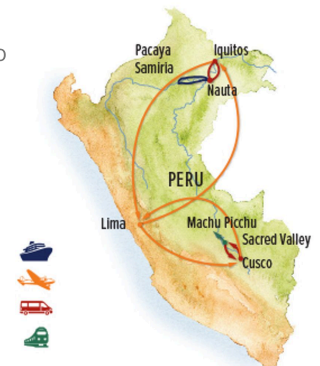 Pacaya
Samiria
Iquitos
Nauta
PERU
Lima
Machu Picchu
Sacred Valley
Cusco